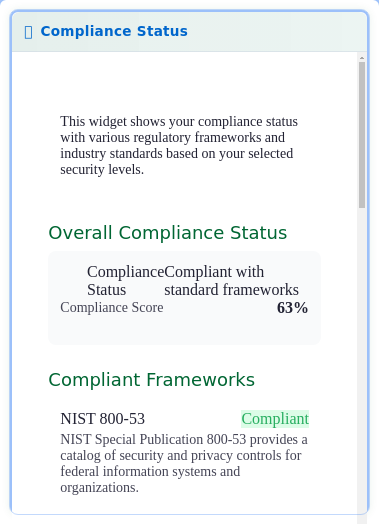 Compliance Status
This widget shows your compliance status
with various regulatory frameworks and
industry standards based on your selected
security levels.
Overall Compliance Status
Compliance Status
Compliant with standard frameworks
Compliance Score 63%
Compliant Frameworks
NIST 800-53 Compliant
NIST Special Publication 800-53 provides a
catalog of security and privacy controls for
federal information systems and
organizations.